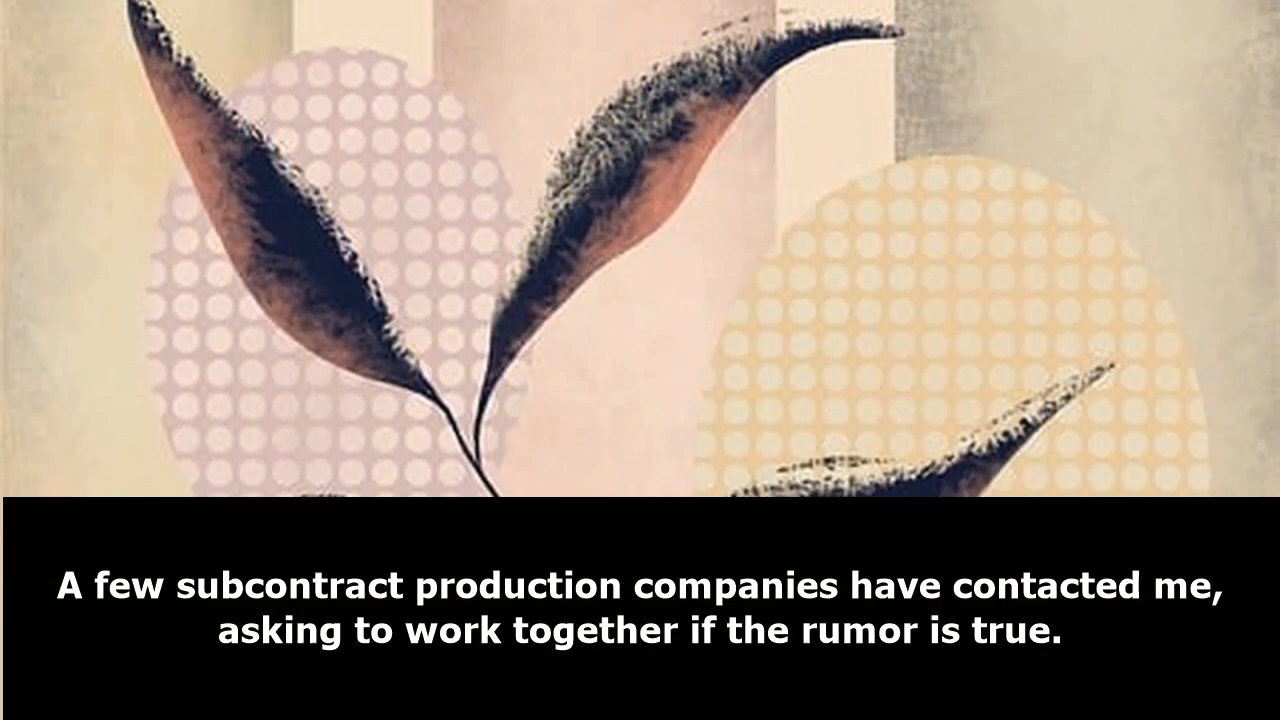 A few subcontract production companies have contacted me,
asking to work together if the rumor is true.